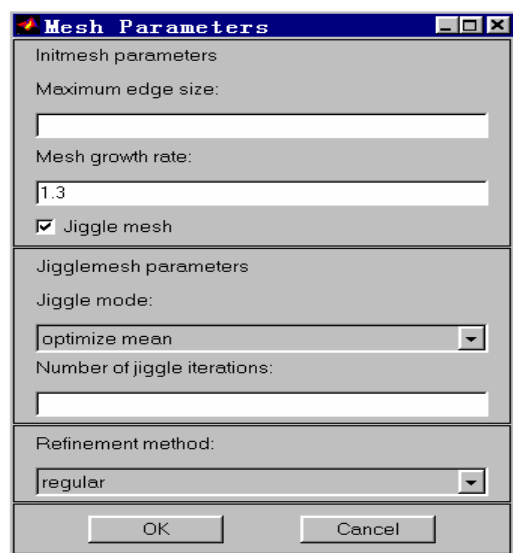 Mesh Parameters
Initmesh parameters
Maximum edge size:
Mesh growth rate:
1.3
Jiggle mesh
Jigglemesh parameters
Jiggle mode:
optimize mean
Number of jiggle iterations:
Refinement method:
regular
OK Cancel